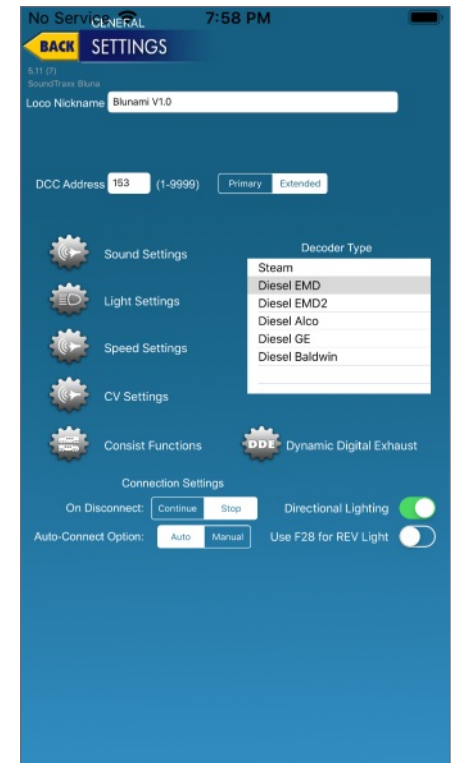 No Service 7:58 PM
GENERAL
BACK SETTINGS
5.11 (7)
SoundTraxx Bluna
Loco Nickname Blunami V1.0
DCC Address 153 (1-9999) Primary Extended
Sound Settings
Light Settings
Speed Settings
CV Settings
Consist Functions
Decoder Type
Steam
Diesel EMD
Diesel EMD2
Diesel Alco
Diesel GE
Diesel Baldwin
DDE Dynamic Digital Exhaust
Connection Settings
On Disconnect: Continue Stop
Directional Lighting
Auto-Connect Option: Auto Manual
Use F28 for REV Light